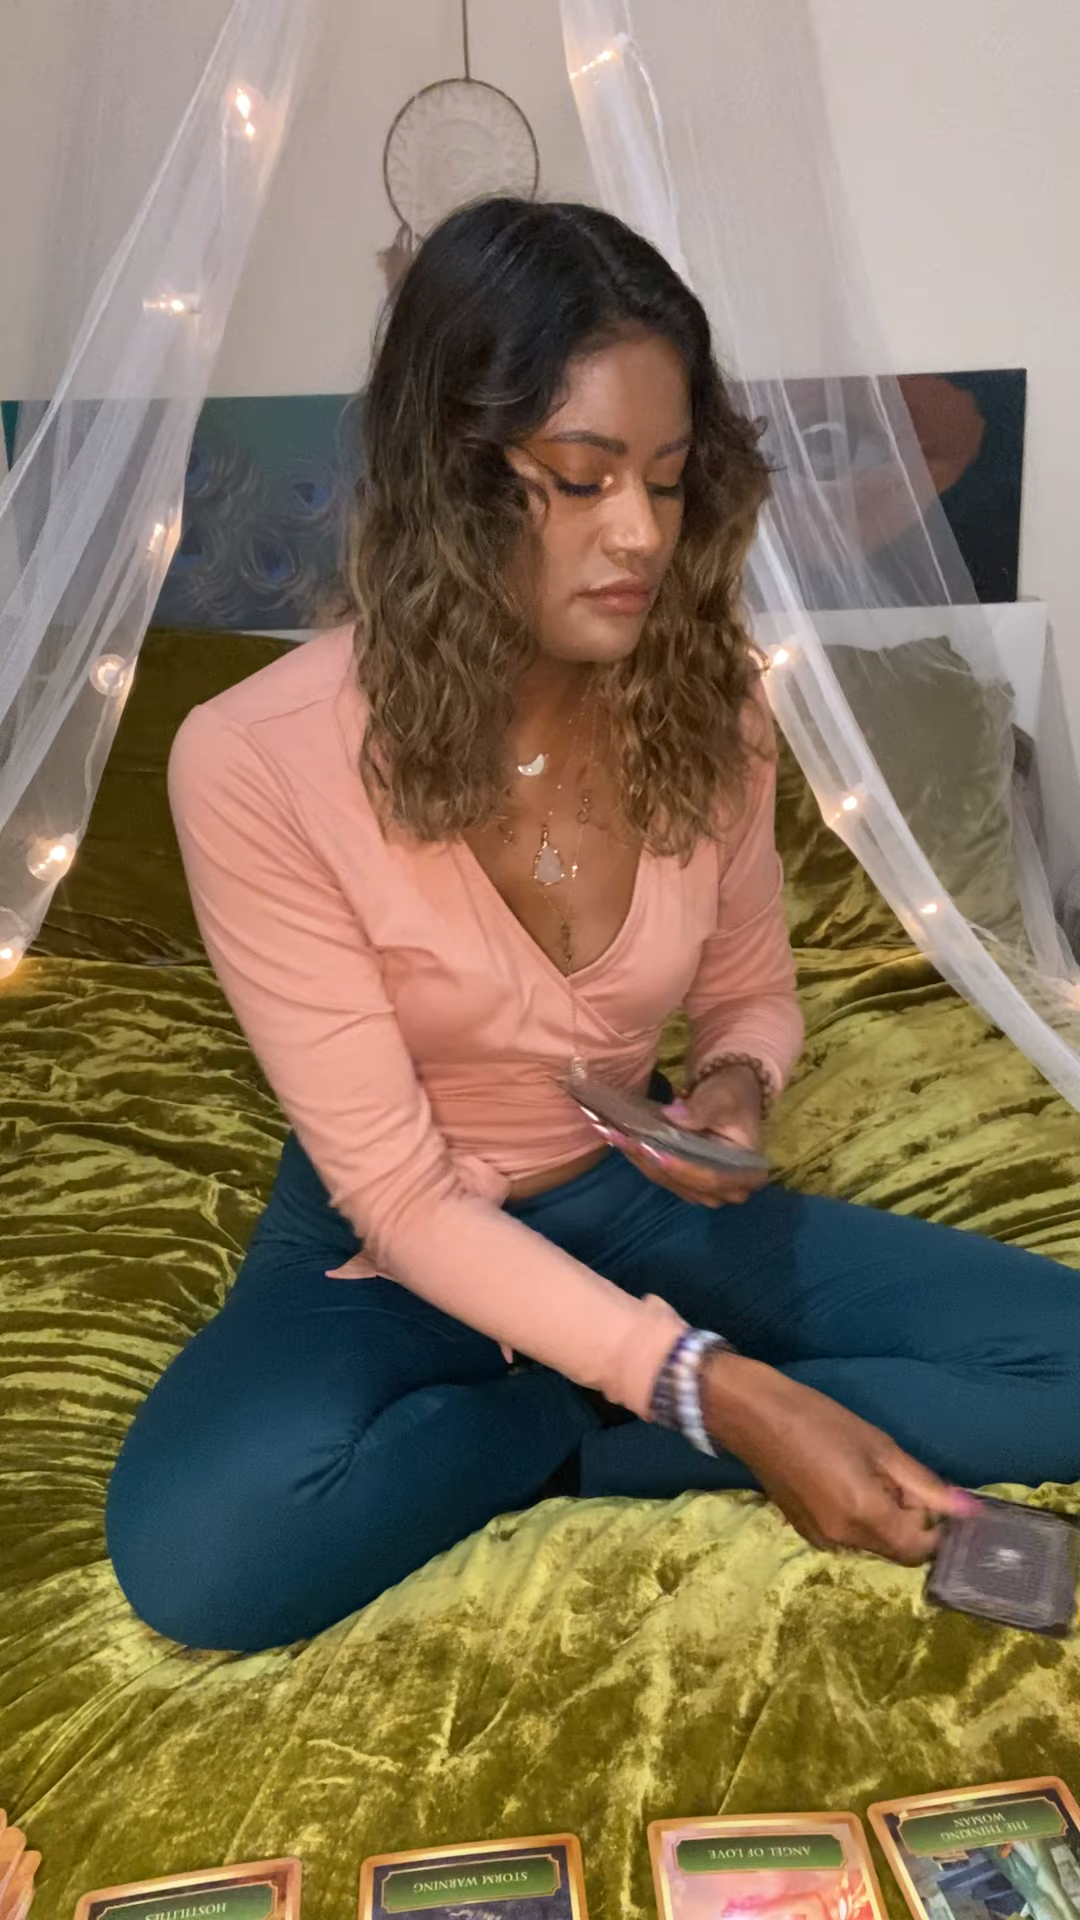 HOSTILITIES
STORM WARNING
ANGEL OF LOVE
THE THINKING
WOMAN